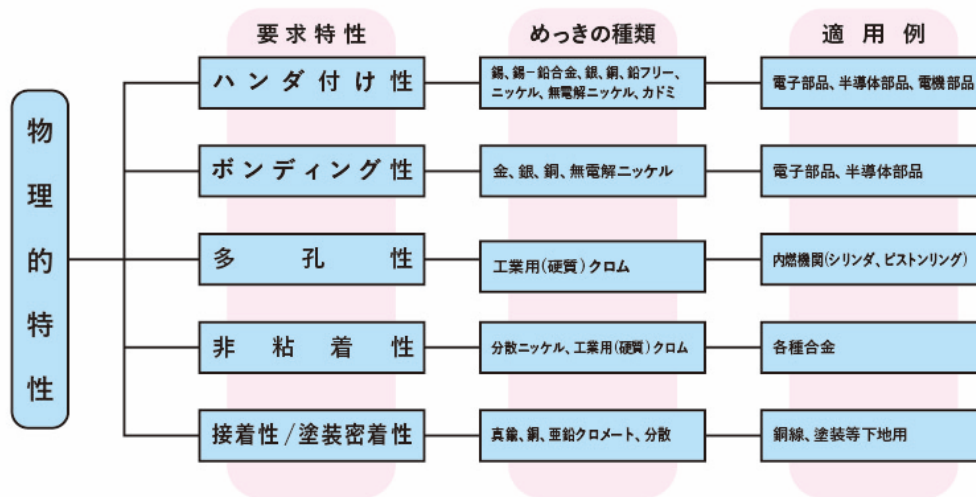 要求特性
めっきの種類
適用例
物理的特性
ハンダ付け性
錫、錫−鉛合金、銀、銅、鉛フリー、
ニッケル、無電解ニッケル、カドミ
電子部品、半導体部品、電機部品
ボンディング性
金、銀、銅、無電解ニッケル
電子部品、半導体部品
多孔性
工業用(硬質)クロム
内燃機関(シリンダ、ピストンリング)
非粘着性
分散ニッケル、工業用(硬質)クロム
各種合金
接着性/塗装密着性
真鍮、銅、亜鉛クロメート、分散
銅線、塗装等下地用